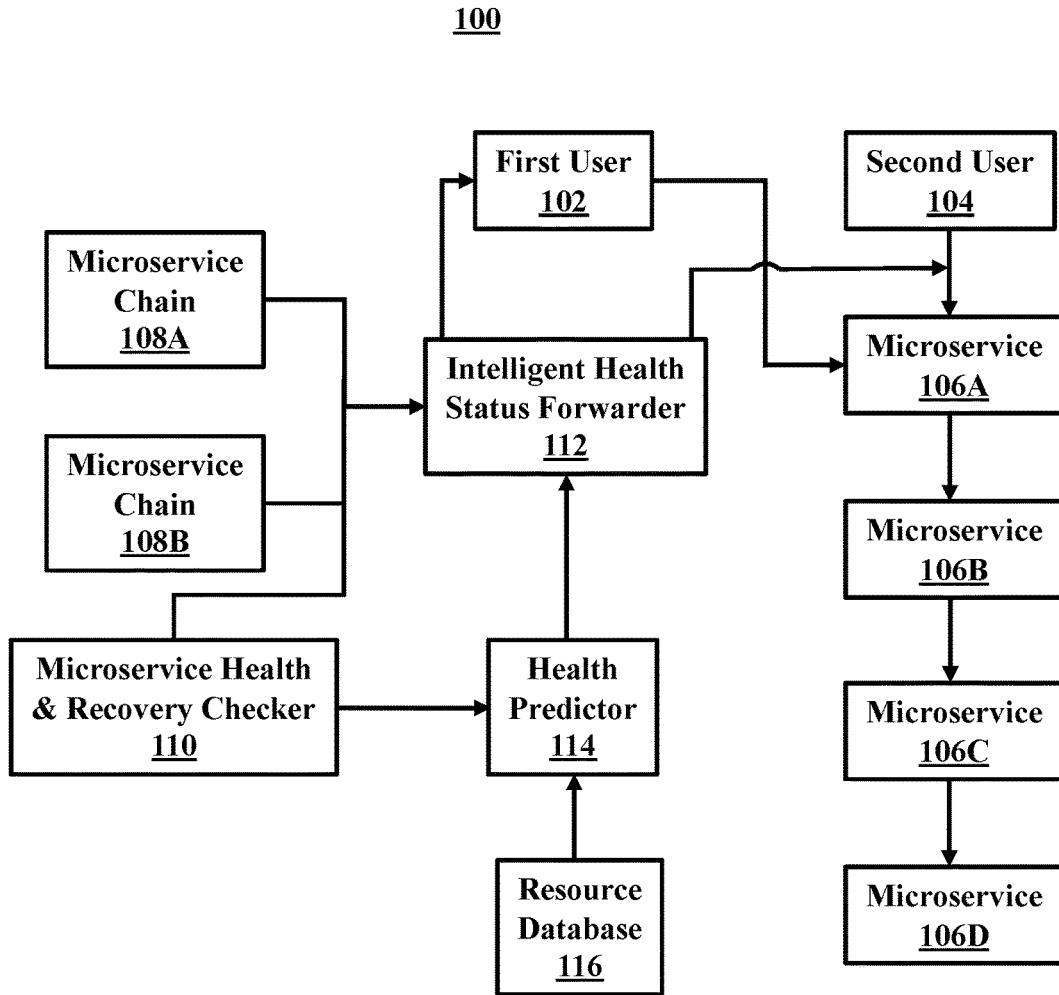 100
First User
102
Second User
104
Microservice
Chain
108A
Intelligent Health
Status Forwarder
112
Microservice
106A
Microservice
Chain
108B
Microservice
106B
Microservice Health
& Recovery Checker
110
Health
Predictor
114
Microservice
106C
Resource
Database
116
Microservice
106D